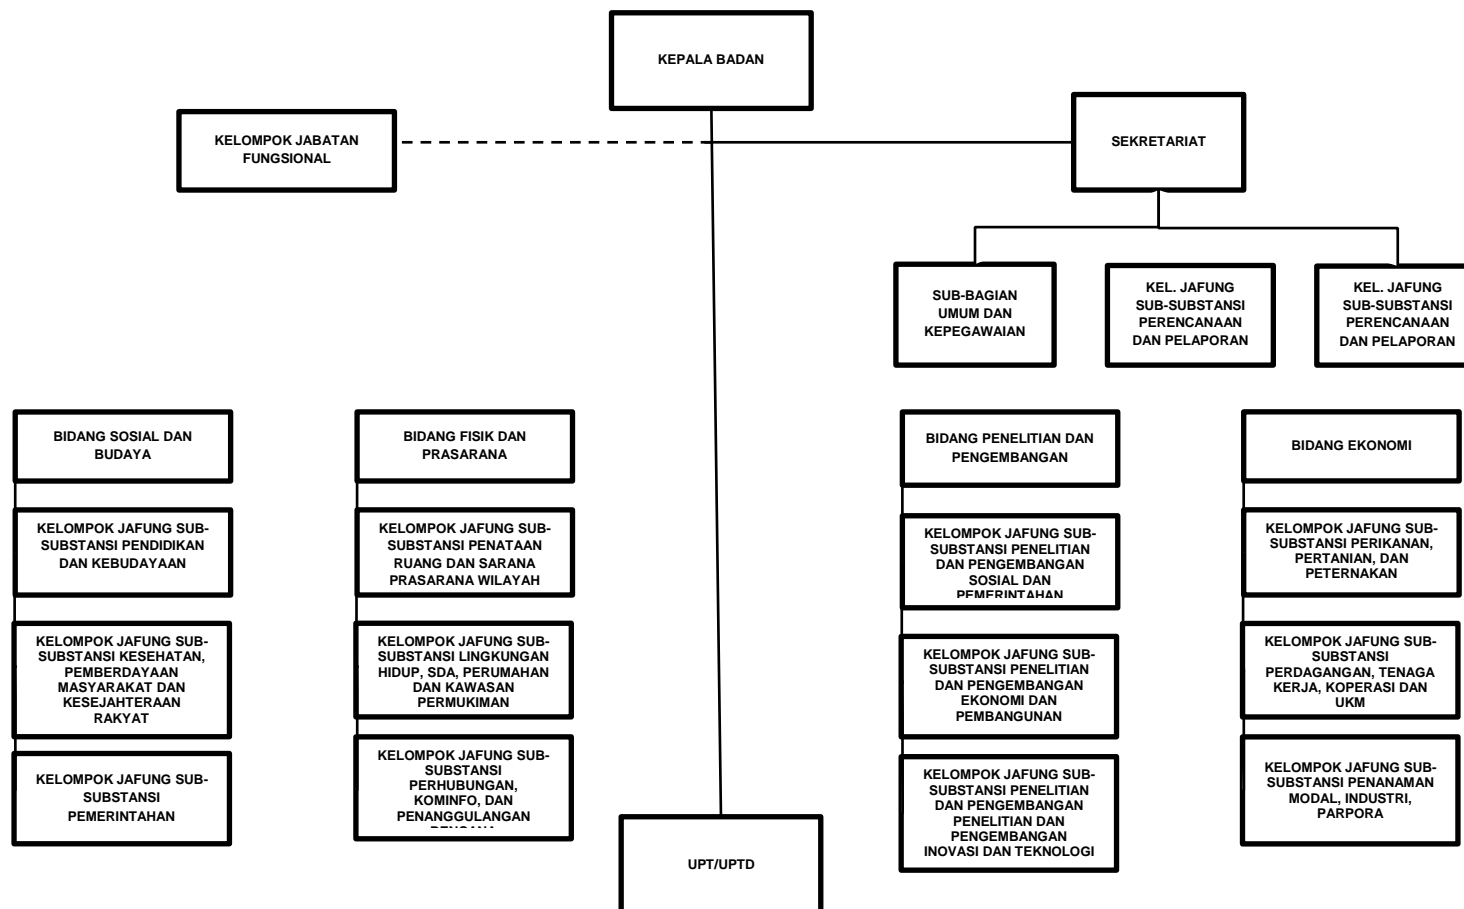 KEPALA BADAN
KELOMPOK JABATAN
FUNGSIONAL
SEKRETARIAT
SUB-BAGIAN
UMUM DAN
KEPEGAWAIAN
KEL. JAFUNG
SUB-SUBSTANSI
PERENCANAAN
DAN PELAPORAN
KEL. JAFUNG
SUB-SUBSTANSI
PERENCANAAN
DAN PELAPORAN
BIDANG SOSIAL DAN
BUDAYA
KELOMPOK JAFUNG SUB-
SUBSTANSI PENDIDIKAN
DAN KEBUDAYAAN
KELOMPOK JAFUNG SUB-
SUBSTANSI KESEHATAN,
PEMBERDAYAAN
MASYARAKAT DAN
KESEJAHTERAAN
RAKYAT
KELOMPOK JAFUNG SUB-
SUBSTANSI
PEMERINTAHAN
BIDANG FISIK DAN
PRASARANA
KELOMPOK JAFUNG SUB-
SUBSTANSI PENATAAN
RUANG DAN SARANA
PRASARANA WILAYAH
KELOMPOK JAFUNG SUB-
SUBSTANSI LINGKUNGAN
HIDUP, SDA, PERUMAHAN
DAN KAWASAN
PERMUKIMAN
KELOMPOK JAFUNG SUB-
SUBSTANSI
PERHUBUNGAN,
KOMINFO, DAN
PENANGGULANGAN
BIDANG PENELITIAN DAN
PENGEMBANGAN
KELOMPOK JAFUNG SUB-
SUBSTANSI PENELITIAN
DAN PENGEMBANGAN
SOSIAL DAN
PEMERINTAHAN
KELOMPOK JAFUNG SUB-
SUBSTANSI PENELITIAN
DAN PENGEMBANGAN
EKONOMI DAN
PEMBANGUNAN
KELOMPOK JAFUNG SUB-
SUBSTANSI PENELITIAN
DAN PENGEMBANGAN
PENELITIAN DAN
PENGEMBANGAN
INOVASI DAN TEKNOLOGI
BIDANG EKONOMI
KELOMPOK JAFUNG SUB-
SUBSTANSI PERIKANAN,
PERTANIAN, DAN
PETERNAKAN
KELOMPOK JAFUNG SUB-
SUBSTANSI
PERDAGANGAN, TENAGA
KERJA, KOPERASI DAN
UKM
KELOMPOK JAFUNG SUB-
SUBSTANSI PENANAMAN
MODAL, INDUSTRI,
PARPORA
UPT/UPTD